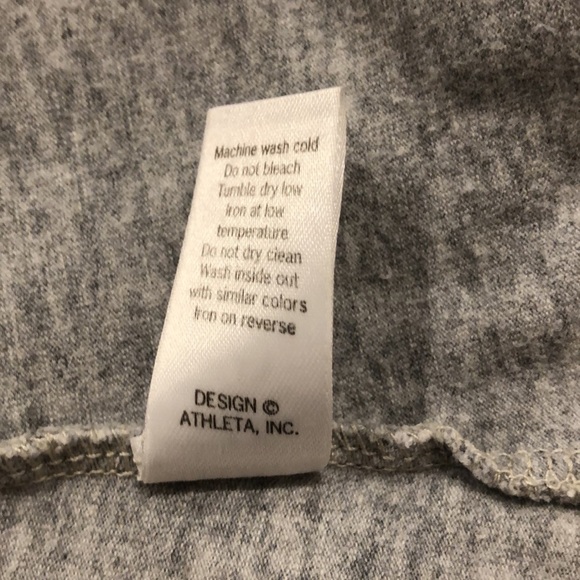 Machine wash cold
Do not bleach
Tumble dry low
Iron at low
temperature
Do not dry clean
Wash inside out
with similar colors
Iron on reverse
DESIGN ©
ATHLETA, INC.